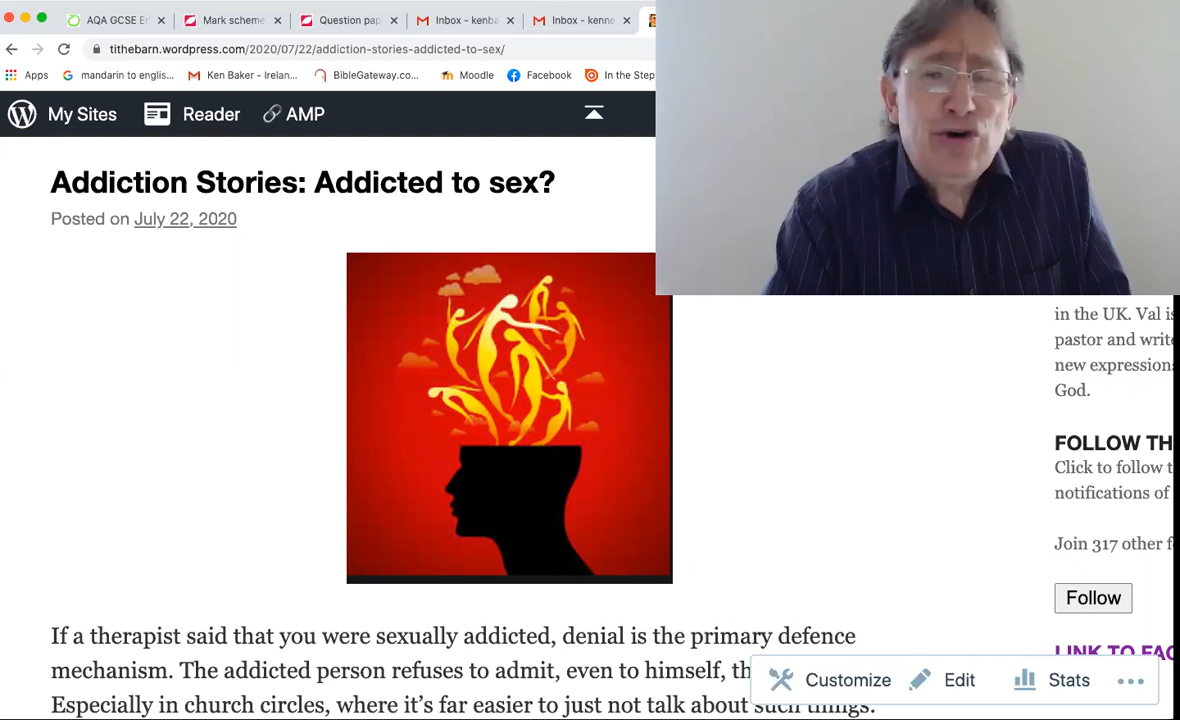 AQA GCSE En
Mark scheme
Question pap
Inbox - kenba
Inbox - kenne
tithebarn.wordpress.com/2020/07/22/addiction-stories-addicted-to-sex/
Apps
mandarin to englis...
Ken Baker - Irelan...
BibleGateway.co...
Moodle
Facebook
In the Step
My Sites
Reader
AMP
Addiction Stories: Addicted to sex?
Posted on July 22, 2020
If a therapist said that you were sexually addicted, denial is the primary defence
mechanism. The addicted person refuses to admit, even to himself, th
Especially in church circles, where it's far easier to just not talk about such things.
in the UK. Val is
pastor and write
new expressions
God.
FOLLOW TH
Click to follow t
notifications of
Join 317 other f
Follow
LINK TO FAC
Customize
Edit
Stats